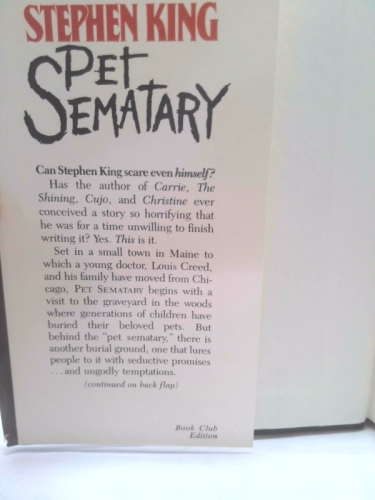 STEPHEN KING
PET
SEMATARY
Can Stephen King scare even himself?
Has the author of Carrie, The
Shining, Cujo, and Christine ever
conceived a story so horrifying that
he was for a time unwilling to finish
writing it? Yes. This is it.
Set in a small town in Maine to
which a young doctor, Louis Creed,
and his family have moved from Chi-
cago, PET SEMATARY begins with a
visit to the graveyard in the woods
where generations of children have
buried their beloved pets. But
behind the "pet sematary," there is
another burial ground, one that lures
people to it with seductive promises
...and ungodly temptations.
(continued on back flap)
Book Club
Edition